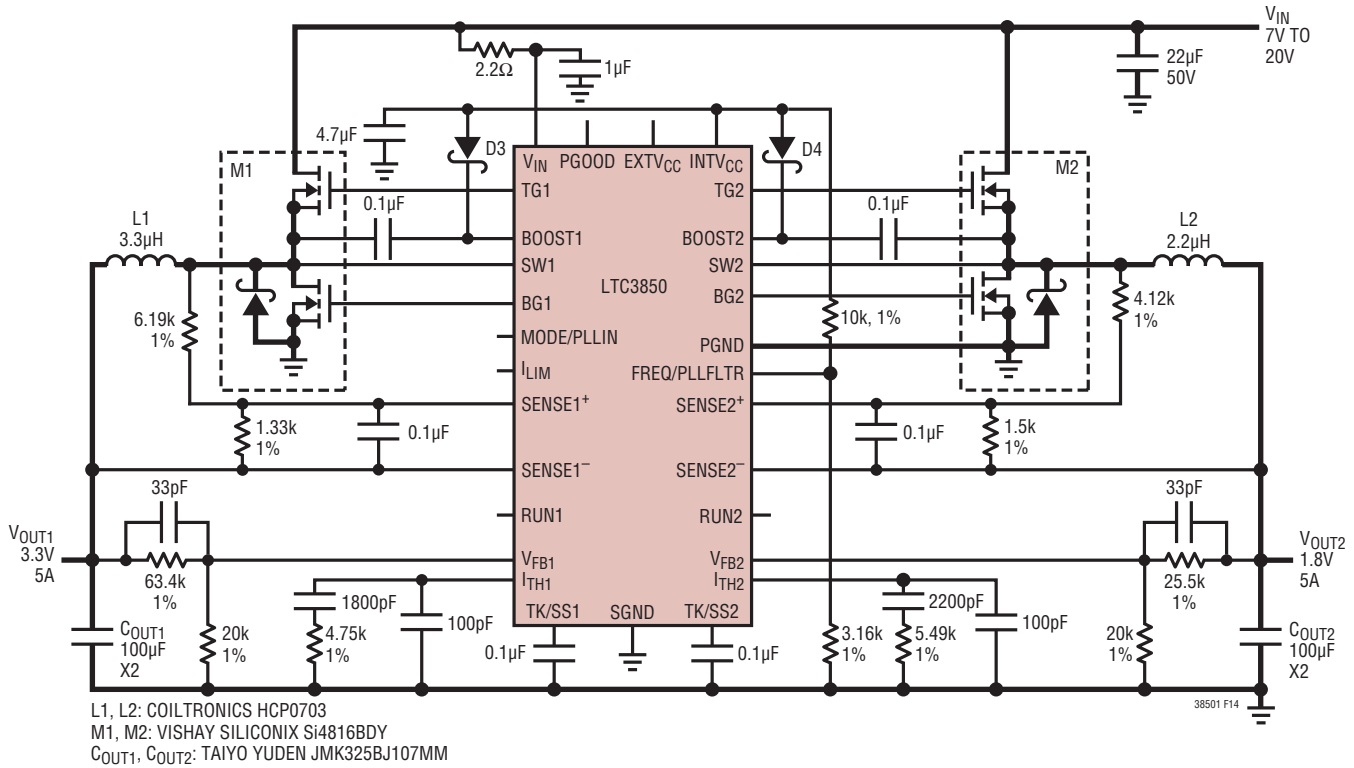 VIN
7V TO
20V
2.2Ω
1µF
22µF
50V
4.7µF
D3
D4
M1
M2
VIN PGOOD EXTVCC INTVCC
TG1
TG2
0.1µF
0.1µF
L1
3.3µH
L2
2.2µH
BOOST1
BOOST2
SW1
SW2
LTC3850
BG1
BG2
6.19k
1%
4.12k
1%
10k, 1%
MODE/PLLIN
PGND
ILIM
FREQ/PLLFLTR
SENSE1+
SENSE2+
1.33k
1%
0.1µF
0.1µF
1.5k
1%
SENSE1–
SENSE2–
33pF
33pF
RUN1
RUN2
VOUT1
3.3V
5A
VOUT2
1.8V
5A
63.4k
1%
25.5k
1%
VFB1
VFB2
ITH1
ITH2
TK/SS1
SGND
TK/SS2
1800pF
100pF
2200pF
100pF
COUT1
100µF
X2
20k
1%
4.75k
1%
0.1µF
0.1µF
3.16k
1%
5.49k
1%
20k
1%
COUT2
100µF
X2
38501 F14
L1, L2: COILTRONICS HCP0703
M1, M2: VISHAY SILICONIX Si4816BDY
COUT1, COUT2: TAIYO YUDEN JMK325BJ107MM